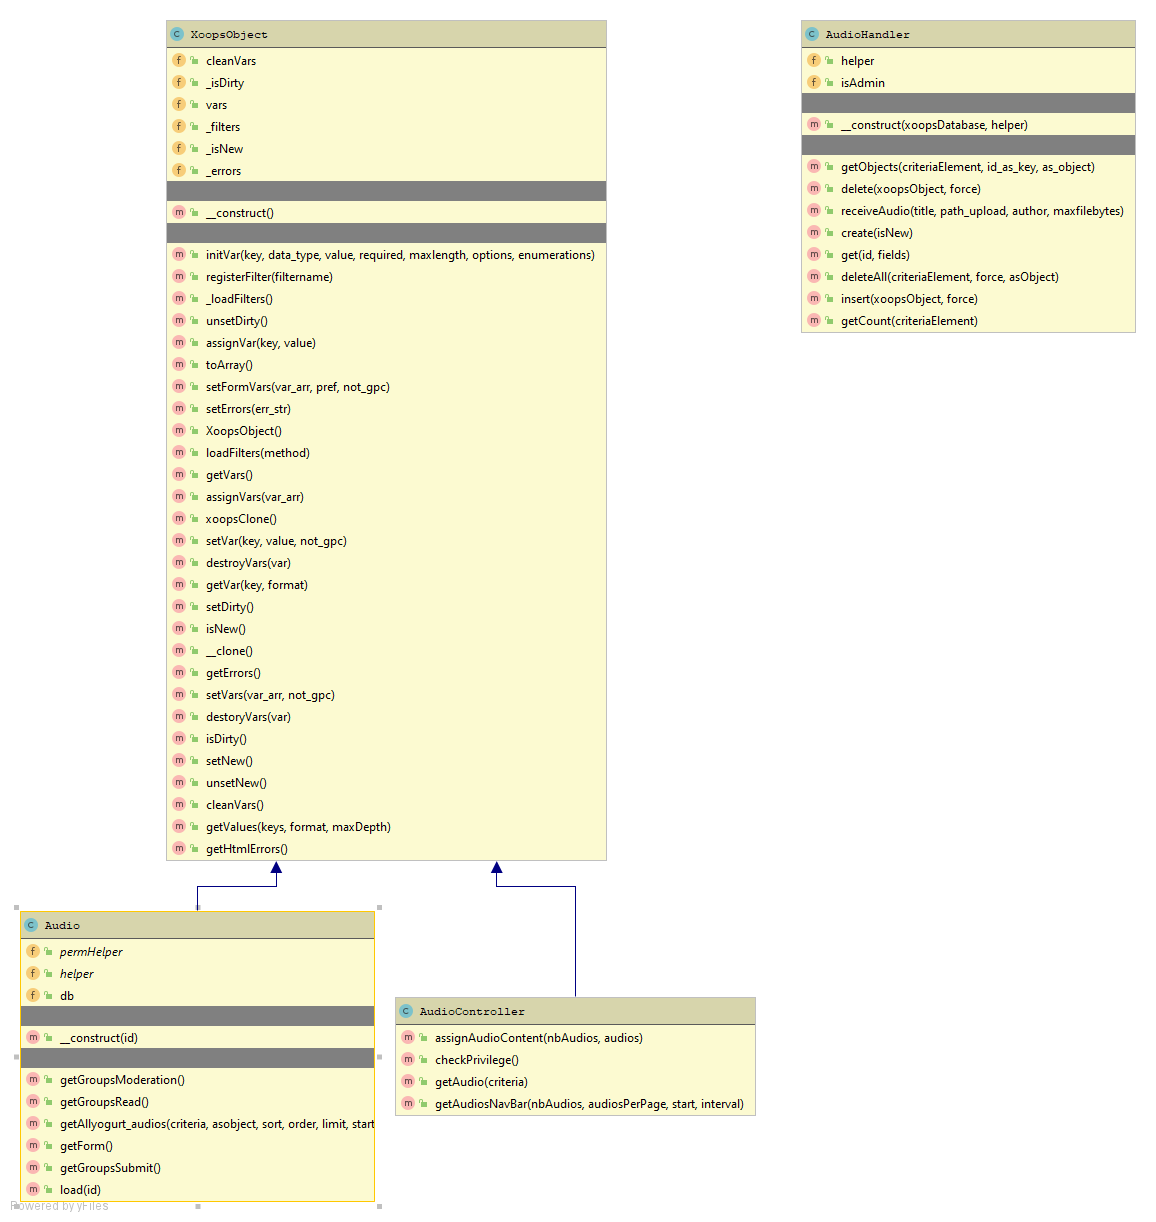 XoopsObject
cleanVars
_isDirty
vars
_filters
_isNew
_errors
__construct()
initVar(key, data_type, value, required, maxlength, options, enumerations)
registerFilter(filtername)
_loadFilters()
unsetDirty()
assignVar(key, value)
toArray()
setFormVars(var_arr, pref, not_gpc)
setErrors(err_str)
XoopsObject()
loadFilters(method)
getVars()
assignVars(var_arr)
xoopsClone()
setVar(key, value, not_gpc)
destroyVars(var)
getVar(key, format)
setDirty()
isNew()
__clone()
getErrors()
setVars(var_arr, not_gpc)
destoryVars(var)
isDirty()
setNew()
unsetNew()
cleanVars()
getValues(keys, format, maxDepth)
getHtmlErrors()
AudioHandler
helper
isAdmin
__construct(xoopsDatabase, helper)
getObjects(criteriaElement, id_as_key, as_object)
delete(xoopsObject, force)
receiveAudio(title, path_upload, author, maxfilebytes)
create(isNew)
get(id, fields)
deleteAll(criteriaElement, force, asObject)
insert(xoopsObject, force)
getCount(criteriaElement)
Audio
permHelper
helper
db
__construct(id)
getGroupsModeration()
getGroupsRead()
getAllyogurt_audios(criteria, asobject, sort, order, limit, start
getForm()
getGroupsSubmit()
load(id)
AudioController
assignAudioContent(nbAudios, audios)
checkPrivilege()
getAudio(criteria)
getAudiosNavBar(nbAudios, audiosPerPage, start, interval)
Powered by yFiles